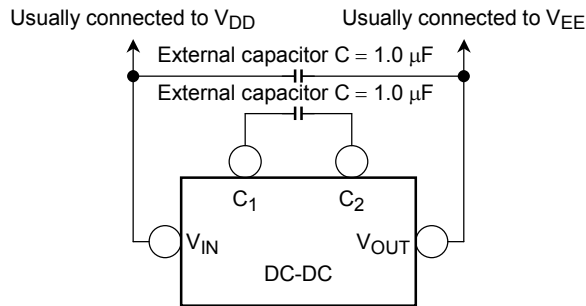 Usually connected to VDD
Usually connected to VEE
External capacitor C = 1.0 μF
External capacitor C = 1.0 μF
C1
C2
VIN
VOUT
DC-DC